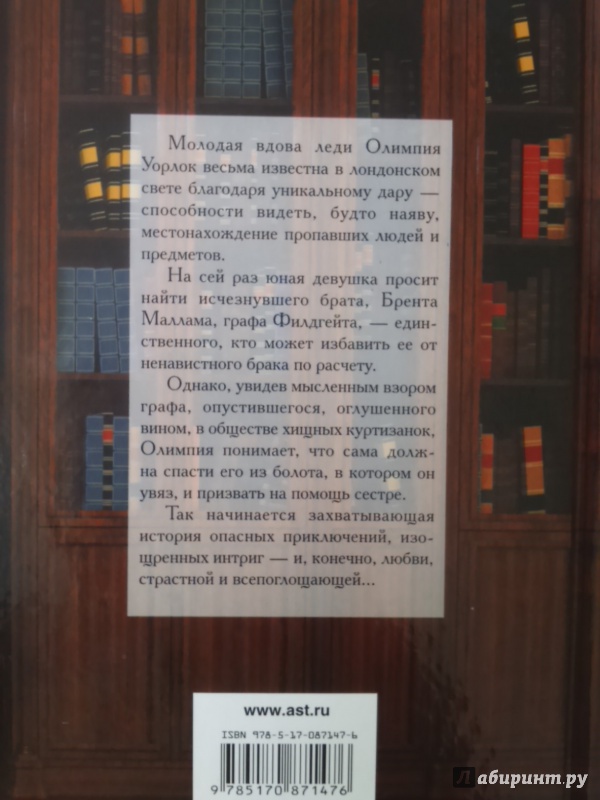 Молодая вдова леди Олимпия
Уорлок весьма известна в лондонском
свете благодаря уникальному дару —
способности видеть, будто наяву,
местонахождение пропавших людей и
предметов.
На сей раз юная девушка просит
найти исчезнувшего брата, Брента
Маллама, графа Филдгейта, — един-
ственного, кто может избавить ее от
ненавистного брака по расчету.
Однако, увидев мысленным взором
графа, опустившегося, оглушенного
вином, в обществе хищных куртизанок,
Олимпия понимает, что сама долж-
на спасти его из болота, в котором он
увяз, и призвать на помощь сестре.
Так начинается захватывающая
история опасных приключений, изо-
щренных интриг — и, конечно, любви,
страстной и всепоглощающей...
www.ast.ru
ISBN 978-5-17-087147-6
9 785170 871476
Лабиринт.ру